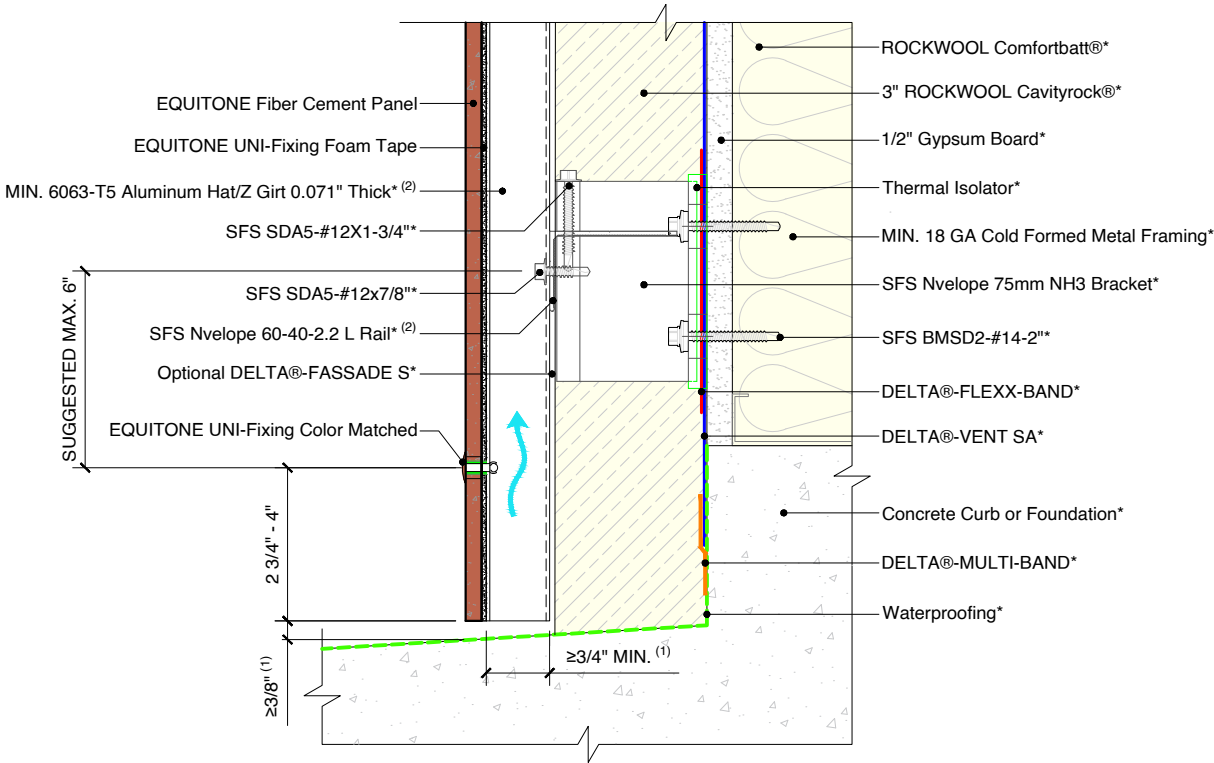 EQUITONE Fiber Cement Panel
EQUITONE UNI-Fixing Foam Tape
MIN. 6063-T5 Aluminum Hat/Z Girt 0.071" Thick* (2)
SFS SDA5-#12X1-3/4"*
SFS SDA5-#12x7/8"*
SFS Nvelope 60-40-2.2 L Rail* (2)
Optional DELTA®-FASSADE S*
EQUITONE UNI-Fixing Color Matched
SUGGESTED MAX. 6"
2 3/4" - 4"
≥3/8" (1)
≥3/4" MIN. (1)
ROCKWOOL Comfortbatt®*
3" ROCKWOOL Cavityrock®*
1/2" Gypsum Board*
Thermal Isolator*
MIN. 18 GA Cold Formed Metal Framing*
SFS Nvelope 75mm NH3 Bracket*
SFS BMSD2-#14-2"*
DELTA®-FLEXX-BAND*
DELTA®-VENT SA*
Concrete Curb or Foundation*
DELTA®-MULTI-BAND*
Waterproofing*